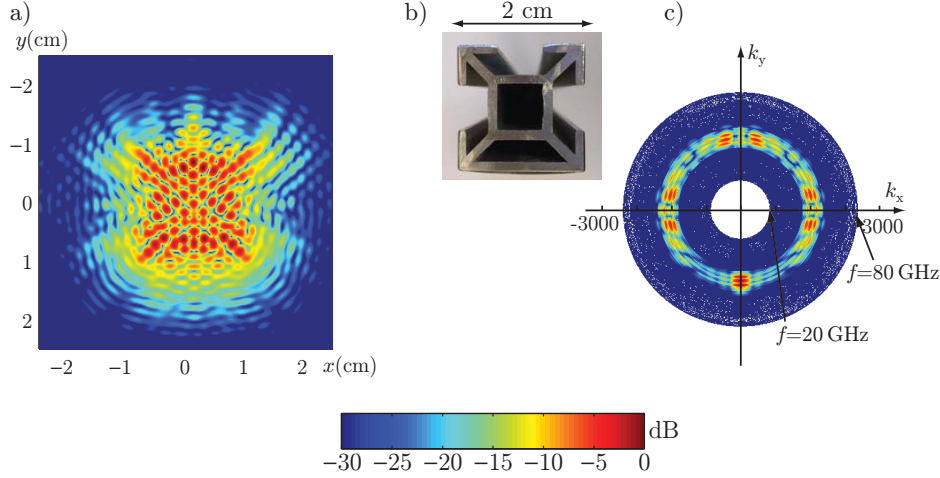 a)
y(cm)
−2
−1
0
1
2
−2 −1 0 1 2 x(cm)
b)
2 cm
c)
k_y
k_x
-3000
3000
f=80 GHz
f=20 GHz
dB
−30 −25 −20 −15 −10 −5 0